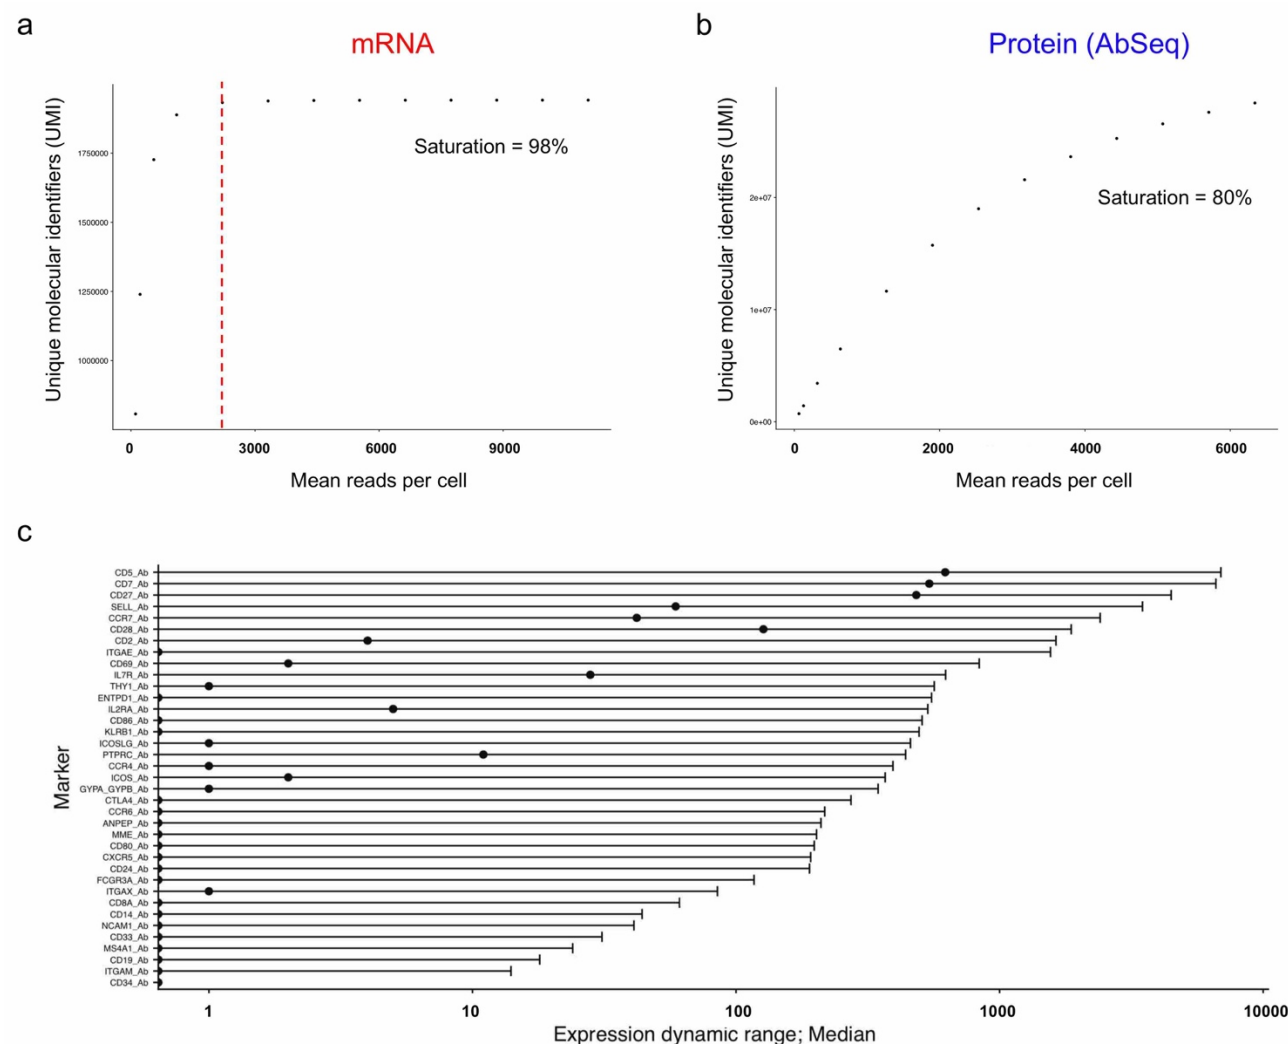 a
mRNA
Unique molecular identifiers (UMI)
1750000
1500000
1250000
1000000
Saturation = 98%
0 3000 6000 9000
Mean reads per cell
b
Protein (AbSeq)
Unique molecular identifiers (UMI)
2e+07
1e+07
0e+00
Saturation = 80%
0 2000 4000 6000
Mean reads per cell
c
Marker
CD5_Ab
CD7_Ab
CD27_Ab
SELL_Ab
CCR7_Ab
CD28_Ab
CD2_Ab
ITGAE_Ab
CD69_Ab
IL7R_Ab
THY1_Ab
ENTPD1_Ab
IL2RA_Ab
CD86_Ab
KLRB1_Ab
ICOSLG_Ab
PTPRC_Ab
CCR4_Ab
ICOS_Ab
GYPA_GYPB_Ab
CTLA4_Ab
CCR6_Ab
ANPEP_Ab
MME_Ab
CD80_Ab
CXCR5_Ab
CD24_Ab
FCGR3A_Ab
ITGAX_Ab
CD8A_Ab
CD14_Ab
NCAM1_Ab
CD33_Ab
MS4A1_Ab
CD19_Ab
ITGAM_Ab
CD34_Ab
1 10 100 1000 10000
Expression dynamic range; Median